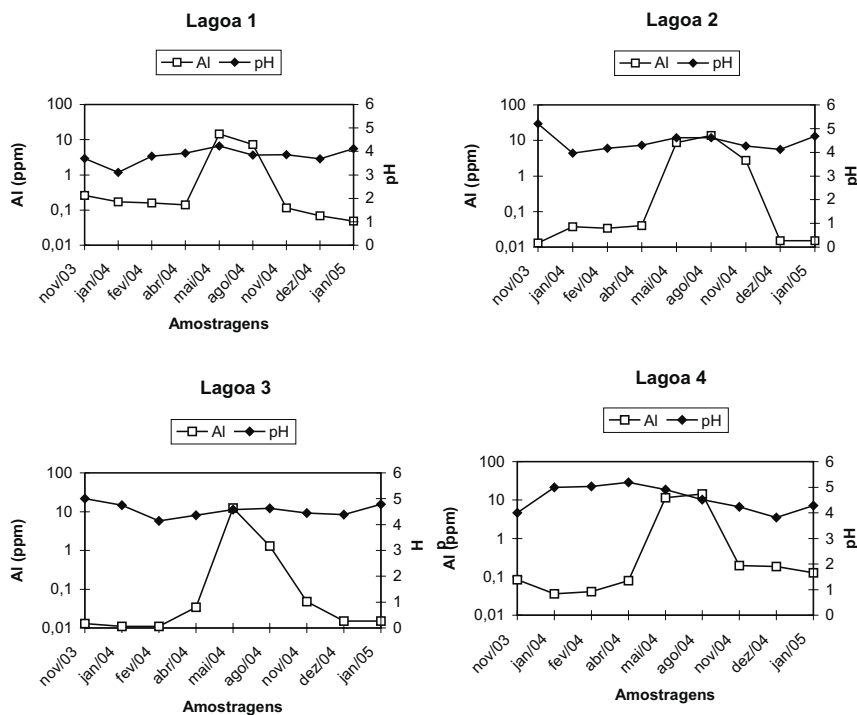 Lagoa 1
Al pH
100
10
1
0,1
0,01
Al (ppm)
6
5
4
3
2
1
0
pH
nov/03
jan/04
fev/04
abr/04
mai/04
ago/04
nov/04
dez/04
jan/05
Amostragens
Lagoa 2
Al pH
100
10
1
0,1
0,01
Al (ppm)
6
5
4
3
2
1
0
pH
nov/03
jan/04
fev/04
abr/04
mai/04
ago/04
nov/04
dez/04
jan/05
Amostragens
Lagoa 3
Al pH
100
10
1
0,1
0,01
Al (ppm)
6
5
4
3
2
1
0
H
p
nov/03
jan/04
fev/04
abr/04
mai/04
ago/04
nov/04
dez/04
jan/05
Amostragens
Lagoa 4
Al pH
100
10
1
0,1
0,01
Al (ppm)
6
5
4
3
2
1
0
pH
nov/03
jan/04
fev/04
abr/04
mai/04
ago/04
nov/04
dez/04
jan/05
Amostragens